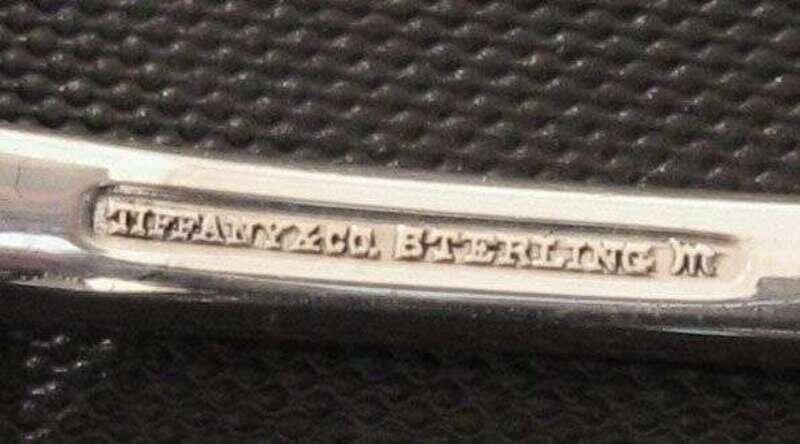 TIFFANY & CO. STERLING M